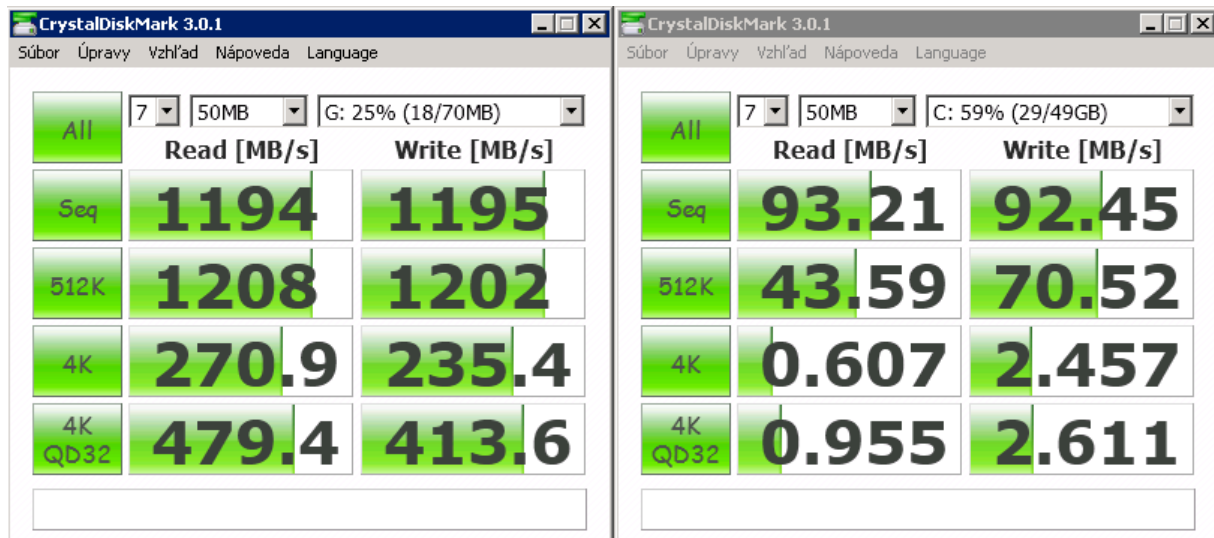 CrystalDiskMark 3.0.1
Súbor Úpravy Vzhľad Nápoveda Language
All 7 50MB G: 25% (18/70MB)
Read [MB/s] Write [MB/s]
Seq 1194 1195
512K 1208 1202
4K 270.9 235.4
4K QD32 479.4 413.6
CrystalDiskMark 3.0.1
Súbor Úpravy Vzhľad Nápoveda Language
All 7 50MB C: 59% (29/49GB)
Read [MB/s] Write [MB/s]
Seq 93.21 92.45
512K 43.59 70.52
4K 0.607 2.457
4K QD32 0.955 2.611